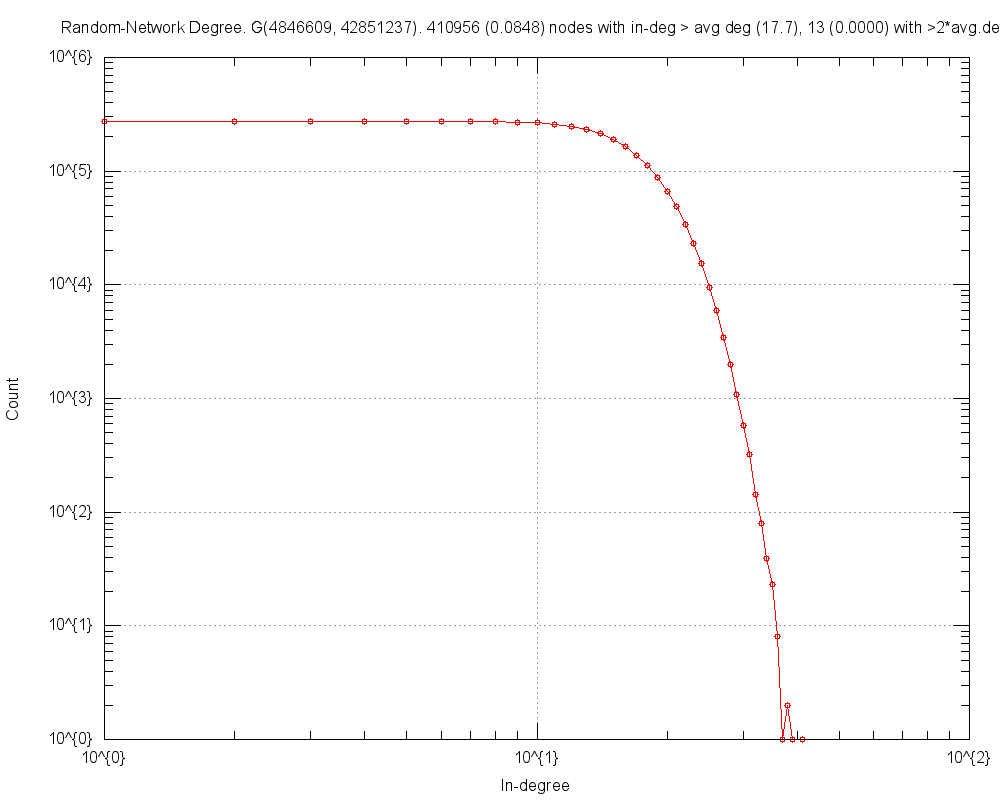 Random-Network Degree. G(4846609, 42851237). 410956 (0.0848) nodes with in-deg > avg deg (17.7), 13 (0.0000) with >2*avg.de
10^{6}
10^{5}
10^{4}
10^{3}
Count
10^{2}
10^{1}
10^{0}
10^{0} 10^{1} 10^{2}
In-degree